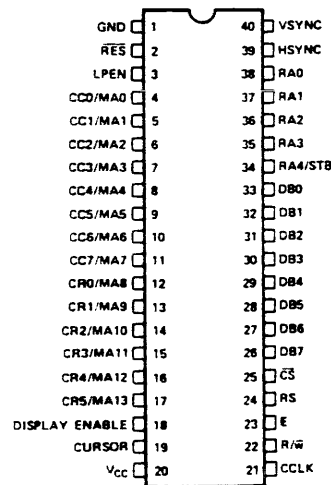 GND 1 40 VSYNC
RES 2 39 HSYNC
LPEN 3 38 RA0
CC0/MA0 4 37 RA1
CC1/MA1 5 36 RA2
CC2/MA2 6 35 RA3
CC3/MA3 7 34 RA4/STB
CC4/MA4 8 33 DB0
CC5/MA5 9 32 DB1
CC6/MA6 10 31 DB2
CC7/MA7 11 30 DB3
CR0/MA8 12 29 DB4
CR1/MA9 13 28 DB5
CR2/MA10 14 27 DB6
CR3/MA11 15 26 DB7
CR4/MA12 16 25 CS
CR5/MA13 17 24 RS
DISPLAY ENABLE 18 23 E
CURSOR 19 22 R/W
VCC 20 21 CCLK